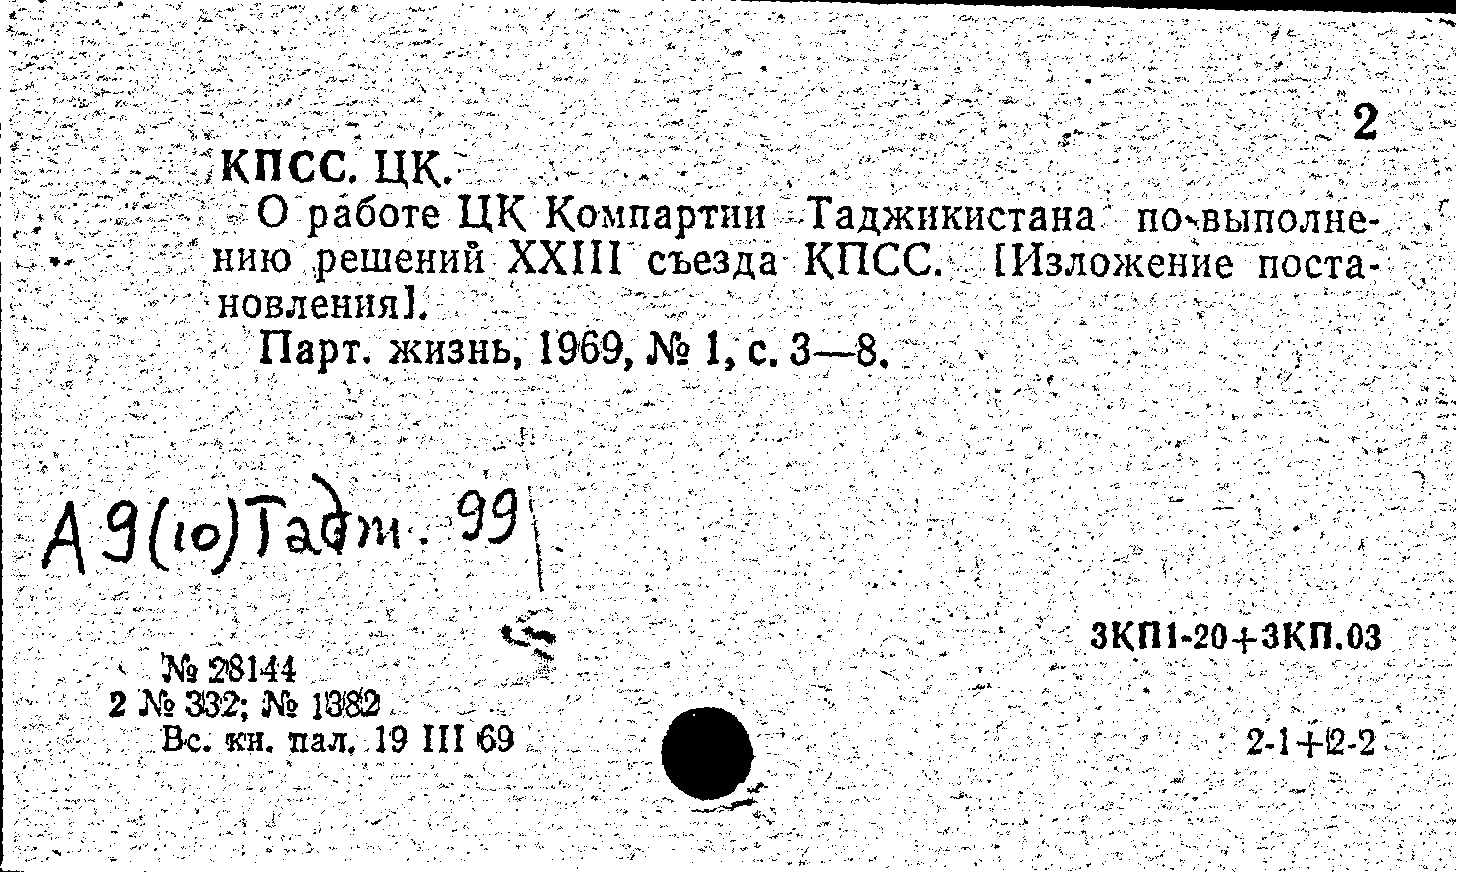 2
КПСС. ЦК.
О работе ЦК Компартии Таджикистана по выполне-
нию решений XXIII съезда КПСС. [Изложение поста-
новления].
Парт. жизнь, 1969, № 1, с. 3—8.
А 9(10)Тадж. 99
3КП1-20+3КП.03
№ 28144
2 № 332; № 1382
Вс. кн. пал. 19 III 69
2-1+2-2